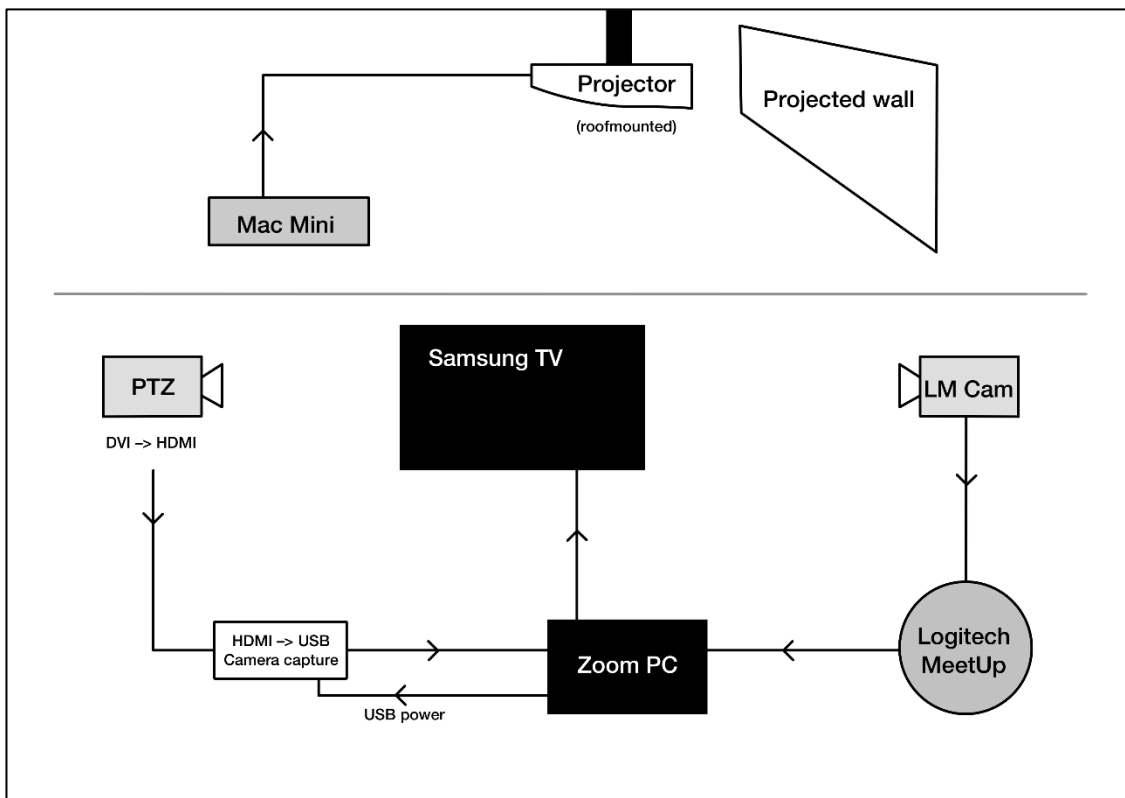 Projector
(roofmounted)
Projected wall
Mac Mini
Samsung TV
PTZ
DVI –> HDMI
LM Cam
HDMI –> USB
Camera capture
USB power
Zoom PC
Logitech
MeetUp